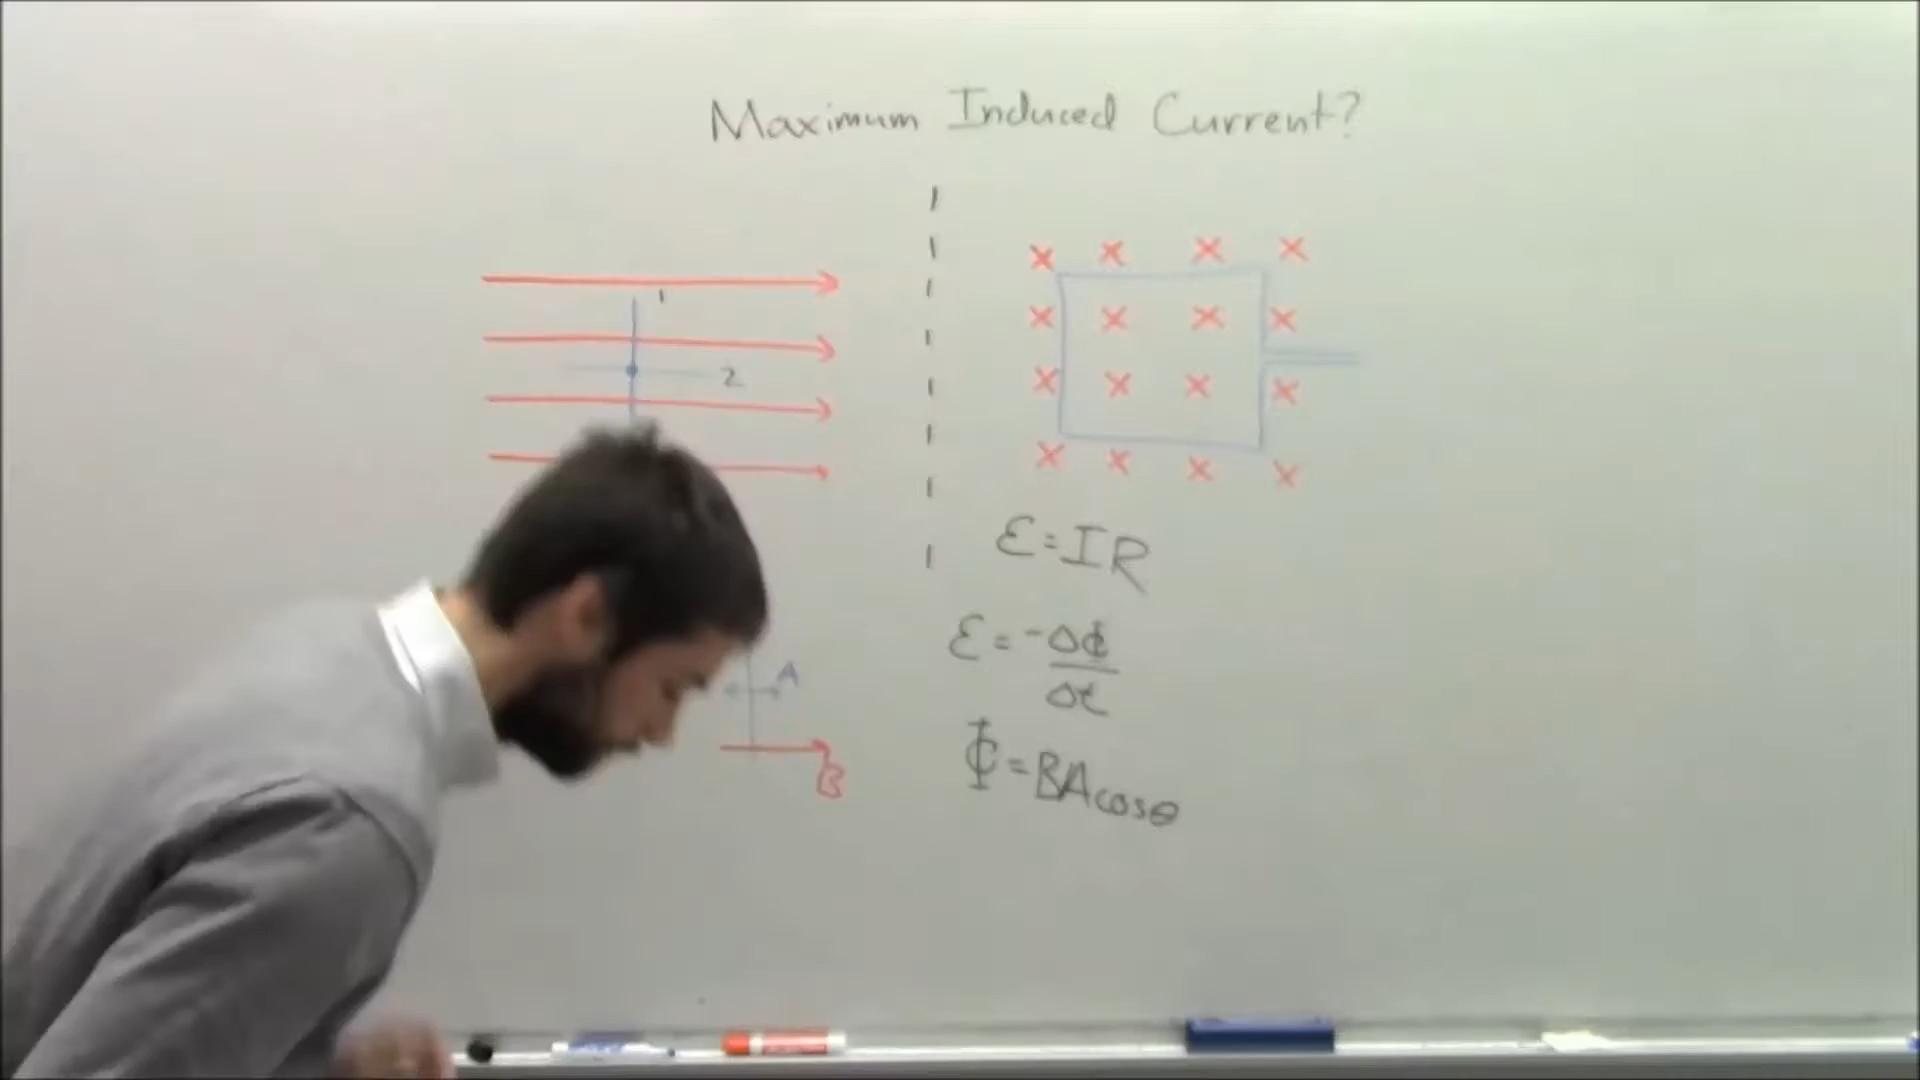 Maximum Induced Current?
1
2
x x x x
x x x x
x x x x
x x x x
Ɛ=IR
Ɛ=-ΔΦ/Δt
A
B
Φ=BAcosθ